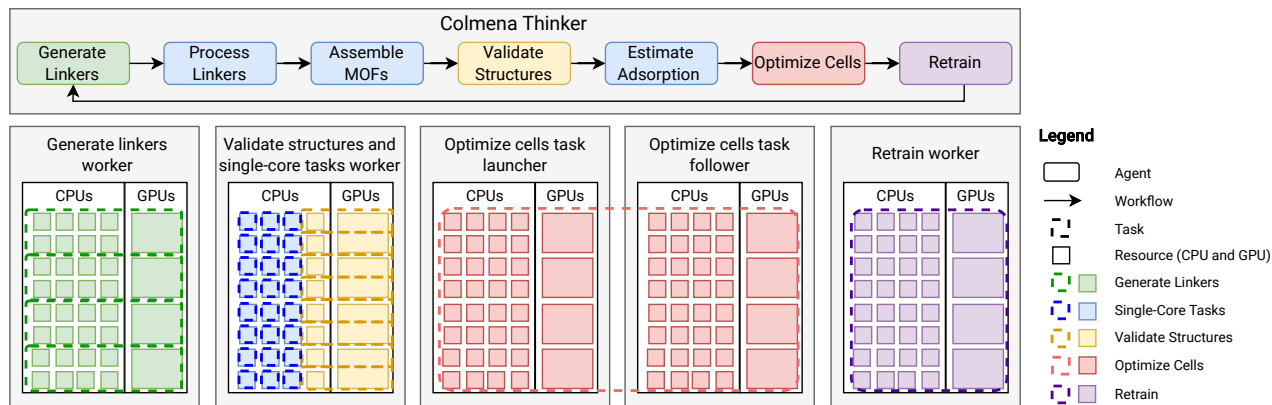 Colmena Thinker
Generate
Linkers
Process
Linkers
Assemble
MOFs
Validate
Structures
Estimate
Adsorption
Optimize Cells
Retrain
Generate linkers
worker
CPUs
GPUs
Validate structures and
single-core tasks worker
CPUs
GPUs
Optimize cells task
launcher
CPUs
GPUs
Optimize cells task
follower
CPUs
GPUs
Retrain worker
CPUs
GPUs
Legend
Agent
Workflow
Task
Resource (CPU and GPU)
Generate Linkers
Single-Core Tasks
Validate Structures
Optimize Cells
Retrain